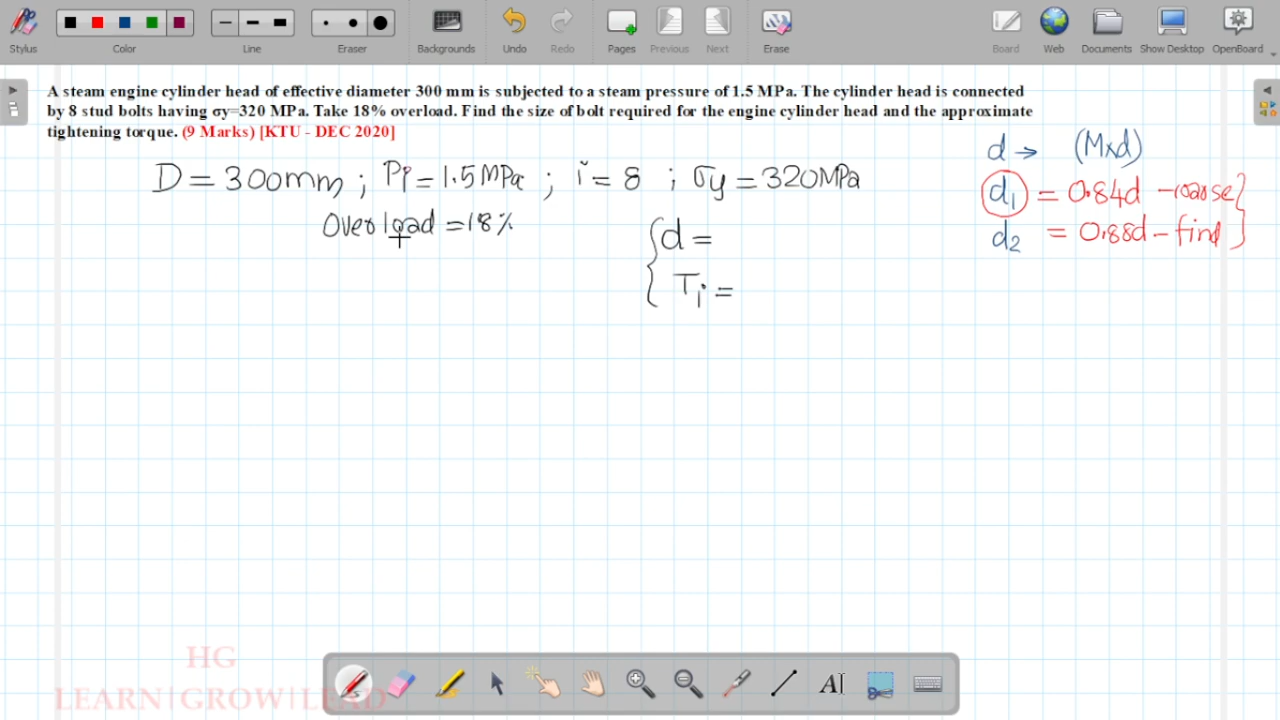 Stylus Color Line Eraser Backgrounds Undo Redo Pages Previous Next Erase Board Web Documents Show Desktop OpenBoard
A steam engine cylinder head of effective diameter 300 mm is subjected to a steam pressure of 1.5 MPa. The cylinder head is connected
by 8 stud bolts having σy=320 MPa. Take 18% overload. Find the size of bolt required for the engine cylinder head and the approximate
tightening torque. (9 Marks) [KTU - DEC 2020]
d → (M×d)
D = 300mm ; Pi = 1.5 MPa ; i = 8 ; σy = 320MPa
d1 = 0.84d - coarse
Overload = 18%
d2 = 0.88d - find
d =
Ti =
HG
LEARN|GROW|LEAD
AI